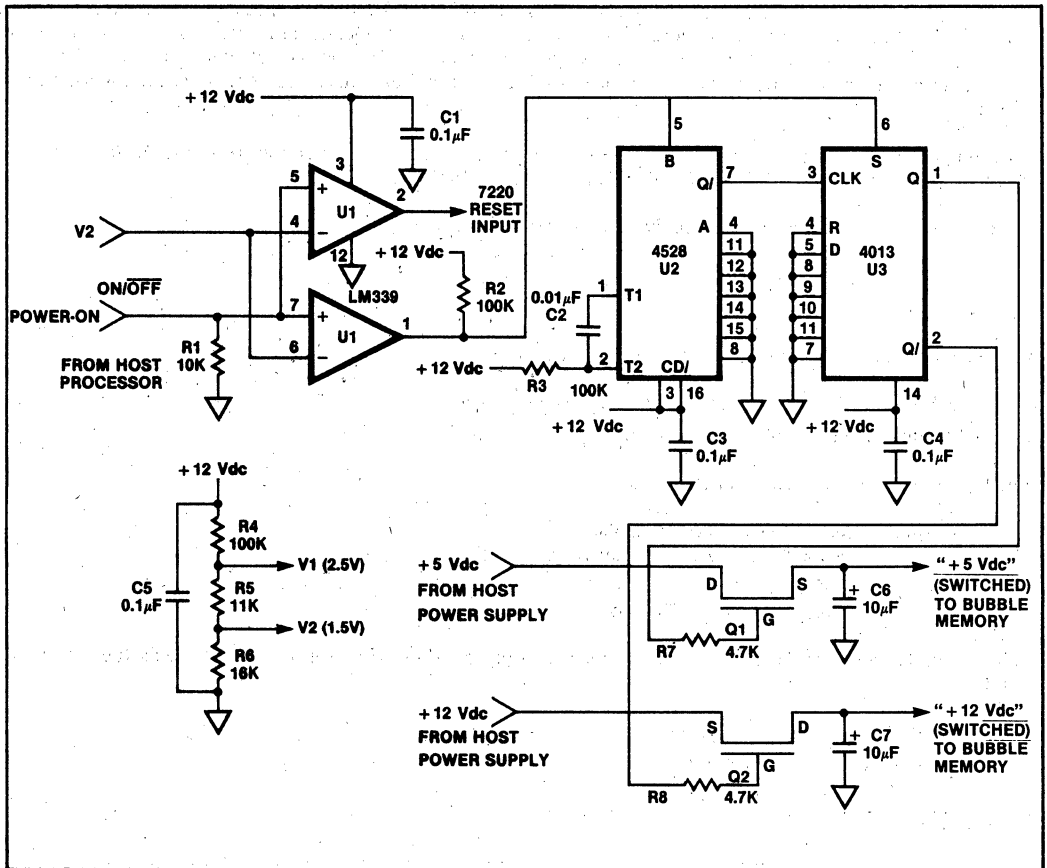 + 12 Vdc
C1
0.1µF
3
5
+
U1
2
4
−
12
7220
RESET
INPUT
V2
+ 12 Vdc
LM339
ON/OFF
POWER-ON
7
+
U1
1
6
−
R1
10K
FROM HOST
PROCESSOR
R2
100K
0.01µF
C2
+ 12 Vdc
R3
100K
5
B
Q/
7
A
4
11
12
13
14
15
8
4528
U2
1
T1
2
T2
CD/
3
16
+ 12 Vdc
C3
0.1µF
6
S
3
CLK
Q
1
4
R
5
D
8
9
10
11
7
4013
U3
Q/
2
14
+ 12 Vdc
C4
0.1µF
+ 12 Vdc
R4
100K
V1 (2.5V)
C5
0.1µF
R5
11K
V2 (1.5V)
R6
16K
+ 5 Vdc
FROM HOST
POWER SUPPLY
D
S
G
Q1
R7
4.7K
+
C6
10µF
"+ 5 Vdc"
(SWITCHED)
TO BUBBLE
MEMORY
+ 12 Vdc
FROM HOST
POWER SUPPLY
S
D
G
Q2
R8
4.7K
+
C7
10µF
"+ 12 Vdc"
(SWITCHED)
TO BUBBLE
MEMORY